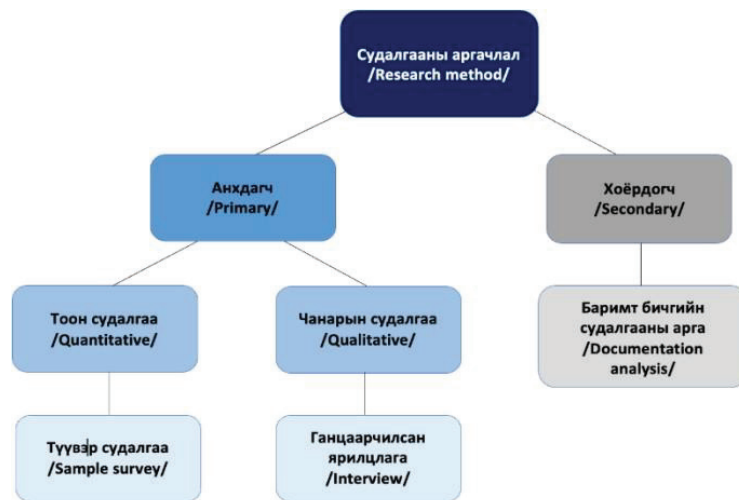 Судалгааны аргачлал
/Research method/
Анхдагч
/Primary/
Хоёрдогч
/Secondary/
Тоон судалгаа
/Quantitative/
Чанарын судалгаа
/Qualitative/
Баримт бичгийн
судалгааны арга
/Documentation
analysis/
Түүвэр судалгаа
/Sample survey/
Ганцаарчилсан
ярилцлага
/Interview/